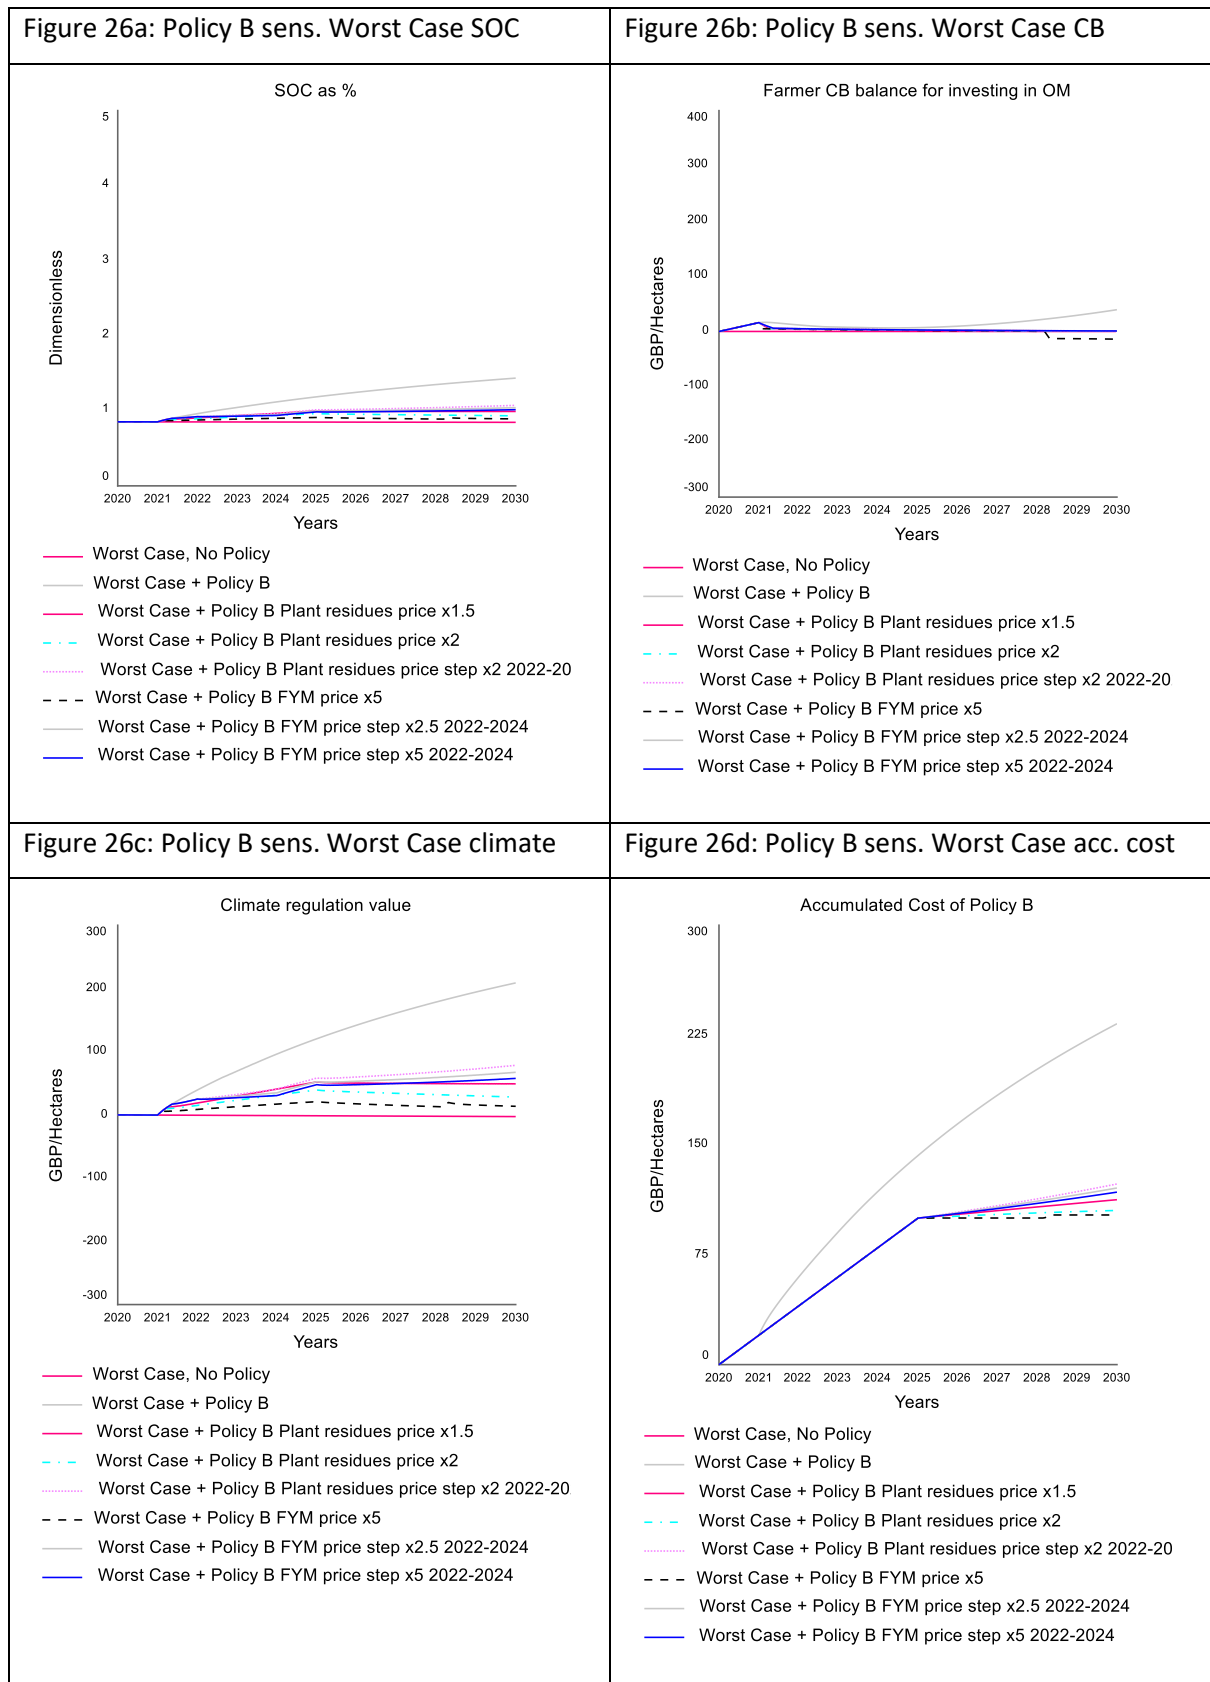 Figure 26a: Policy B sens. Worst Case SOC
SOC as %
5
4
3
2
1
0
Dimensionless
2020 2021 2022 2023 2024 2025 2026 2027 2028 2029 2030
Years
Worst Case, No Policy
Worst Case + Policy B
Worst Case + Policy B Plant residues price x1.5
Worst Case + Policy B Plant residues price x2
Worst Case + Policy B Plant residues price step x2 2022-20
Worst Case + Policy B FYM price x5
Worst Case + Policy B FYM price step x2.5 2022-2024
Worst Case + Policy B FYM price step x5 2022-2024
Figure 26b: Policy B sens. Worst Case CB
Farmer CB balance for investing in OM
400
300
200
100
0
-100
-200
-300
GBP/Hectares
2020 2021 2022 2023 2024 2025 2026 2027 2028 2029 2030
Years
Worst Case, No Policy
Worst Case + Policy B
Worst Case + Policy B Plant residues price x1.5
Worst Case + Policy B Plant residues price x2
Worst Case + Policy B Plant residues price step x2 2022-20
Worst Case + Policy B FYM price x5
Worst Case + Policy B FYM price step x2.5 2022-2024
Worst Case + Policy B FYM price step x5 2022-2024
Figure 26c: Policy B sens. Worst Case climate
Climate regulation value
300
200
100
0
-100
-200
-300
GBP/Hectares
2020 2021 2022 2023 2024 2025 2026 2027 2028 2029 2030
Years
Worst Case, No Policy
Worst Case + Policy B
Worst Case + Policy B Plant residues price x1.5
Worst Case + Policy B Plant residues price x2
Worst Case + Policy B Plant residues price step x2 2022-20
Worst Case + Policy B FYM price x5
Worst Case + Policy B FYM price step x2.5 2022-2024
Worst Case + Policy B FYM price step x5 2022-2024
Figure 26d: Policy B sens. Worst Case acc. cost
Accumulated Cost of Policy B
300
225
150
75
0
GBP/Hectares
2020 2021 2022 2023 2024 2025 2026 2027 2028 2029 2030
Years
Worst Case, No Policy
Worst Case + Policy B
Worst Case + Policy B Plant residues price x1.5
Worst Case + Policy B Plant residues price x2
Worst Case + Policy B Plant residues price step x2 2022-20
Worst Case + Policy B FYM price x5
Worst Case + Policy B FYM price step x2.5 2022-2024
Worst Case + Policy B FYM price step x5 2022-2024